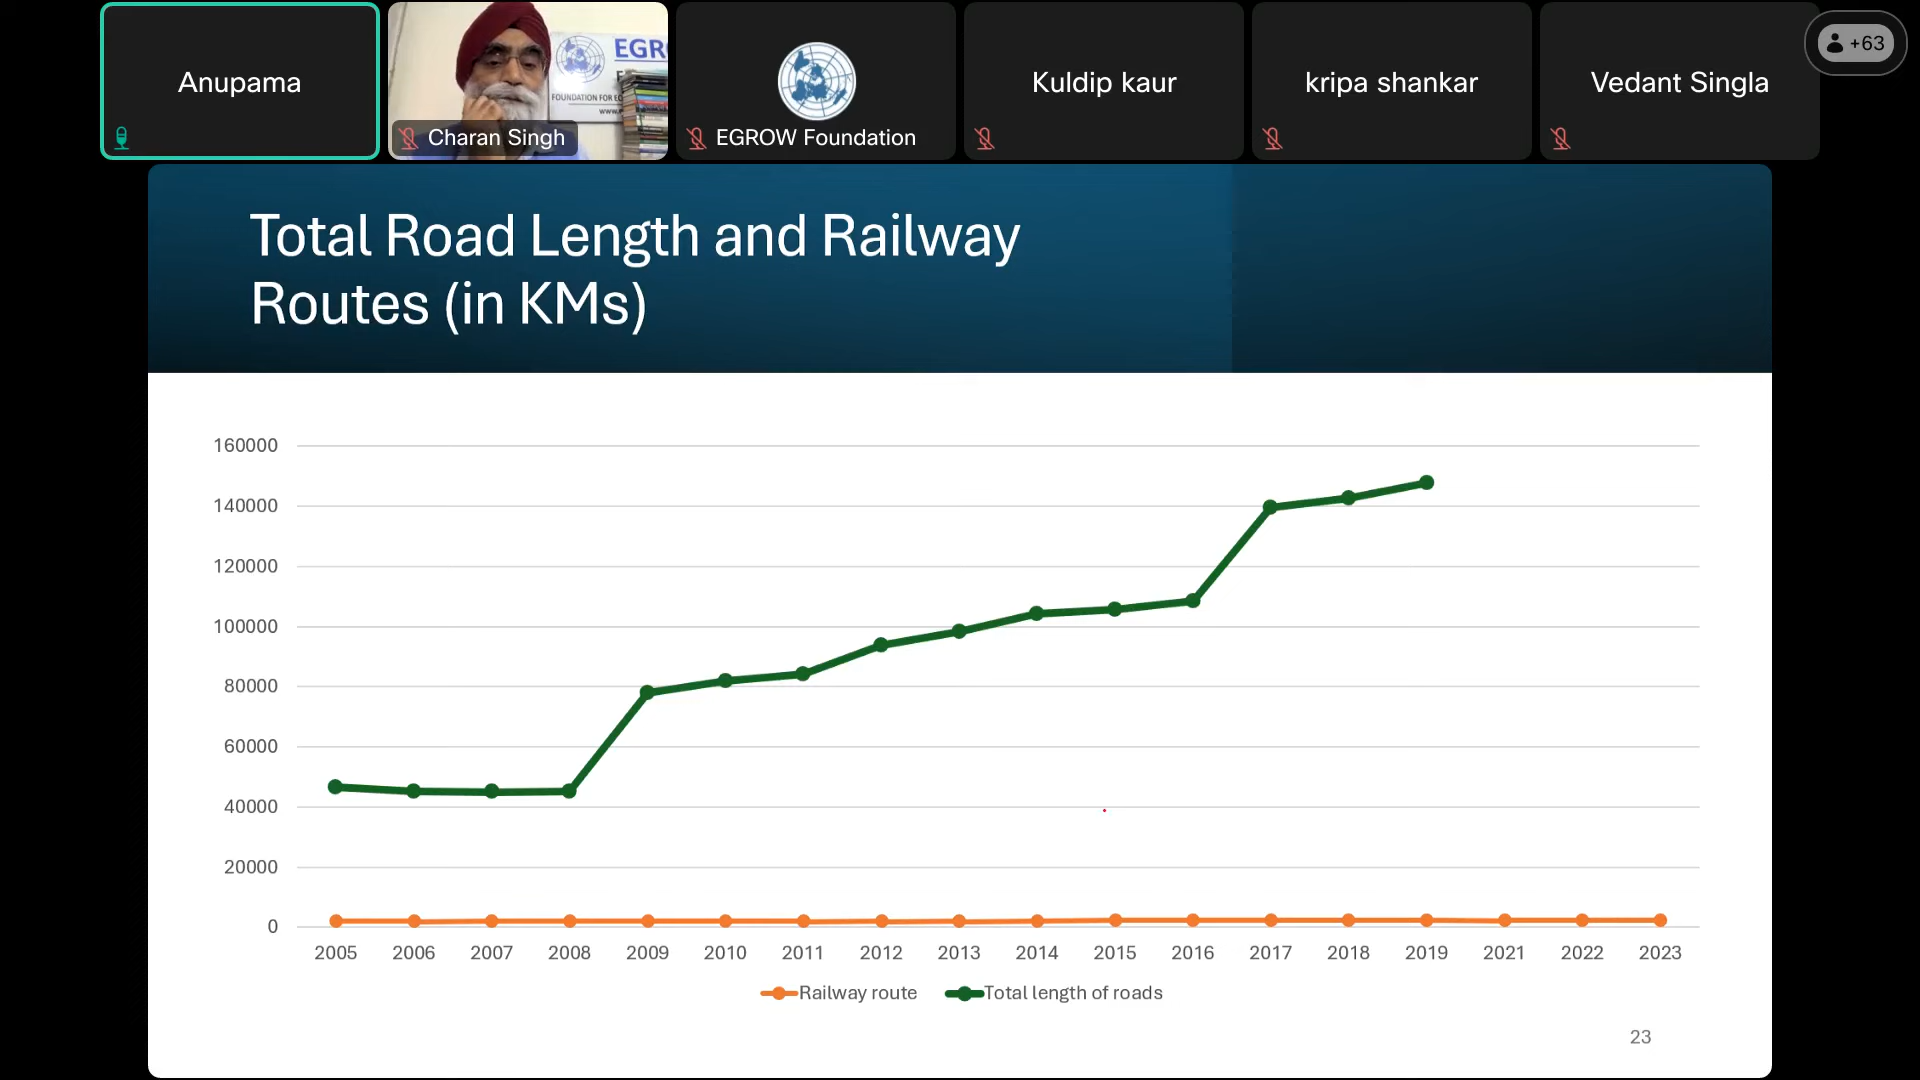 Anupama
EGR
FOUNDATION FOR EC
www.
Charan Singh
EGROW Foundation
Kuldip kaur
kripa shankar
Vedant Singla
+63
Total Road Length and Railway
Routes (in KMs)
160000
140000
120000
100000
80000
60000
40000
20000
0
2005 2006 2007 2008 2009 2010 2011 2012 2013 2014 2015 2016 2017 2018 2019 2021 2022 2023
Railway route Total length of roads
23